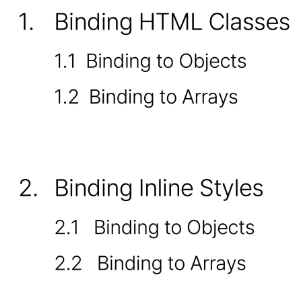 1. Binding HTML Classes
1.1 Binding to Objects
1.2 Binding to Arrays
2. Binding Inline Styles
2.1 Binding to Objects
2.2 Binding to Arrays